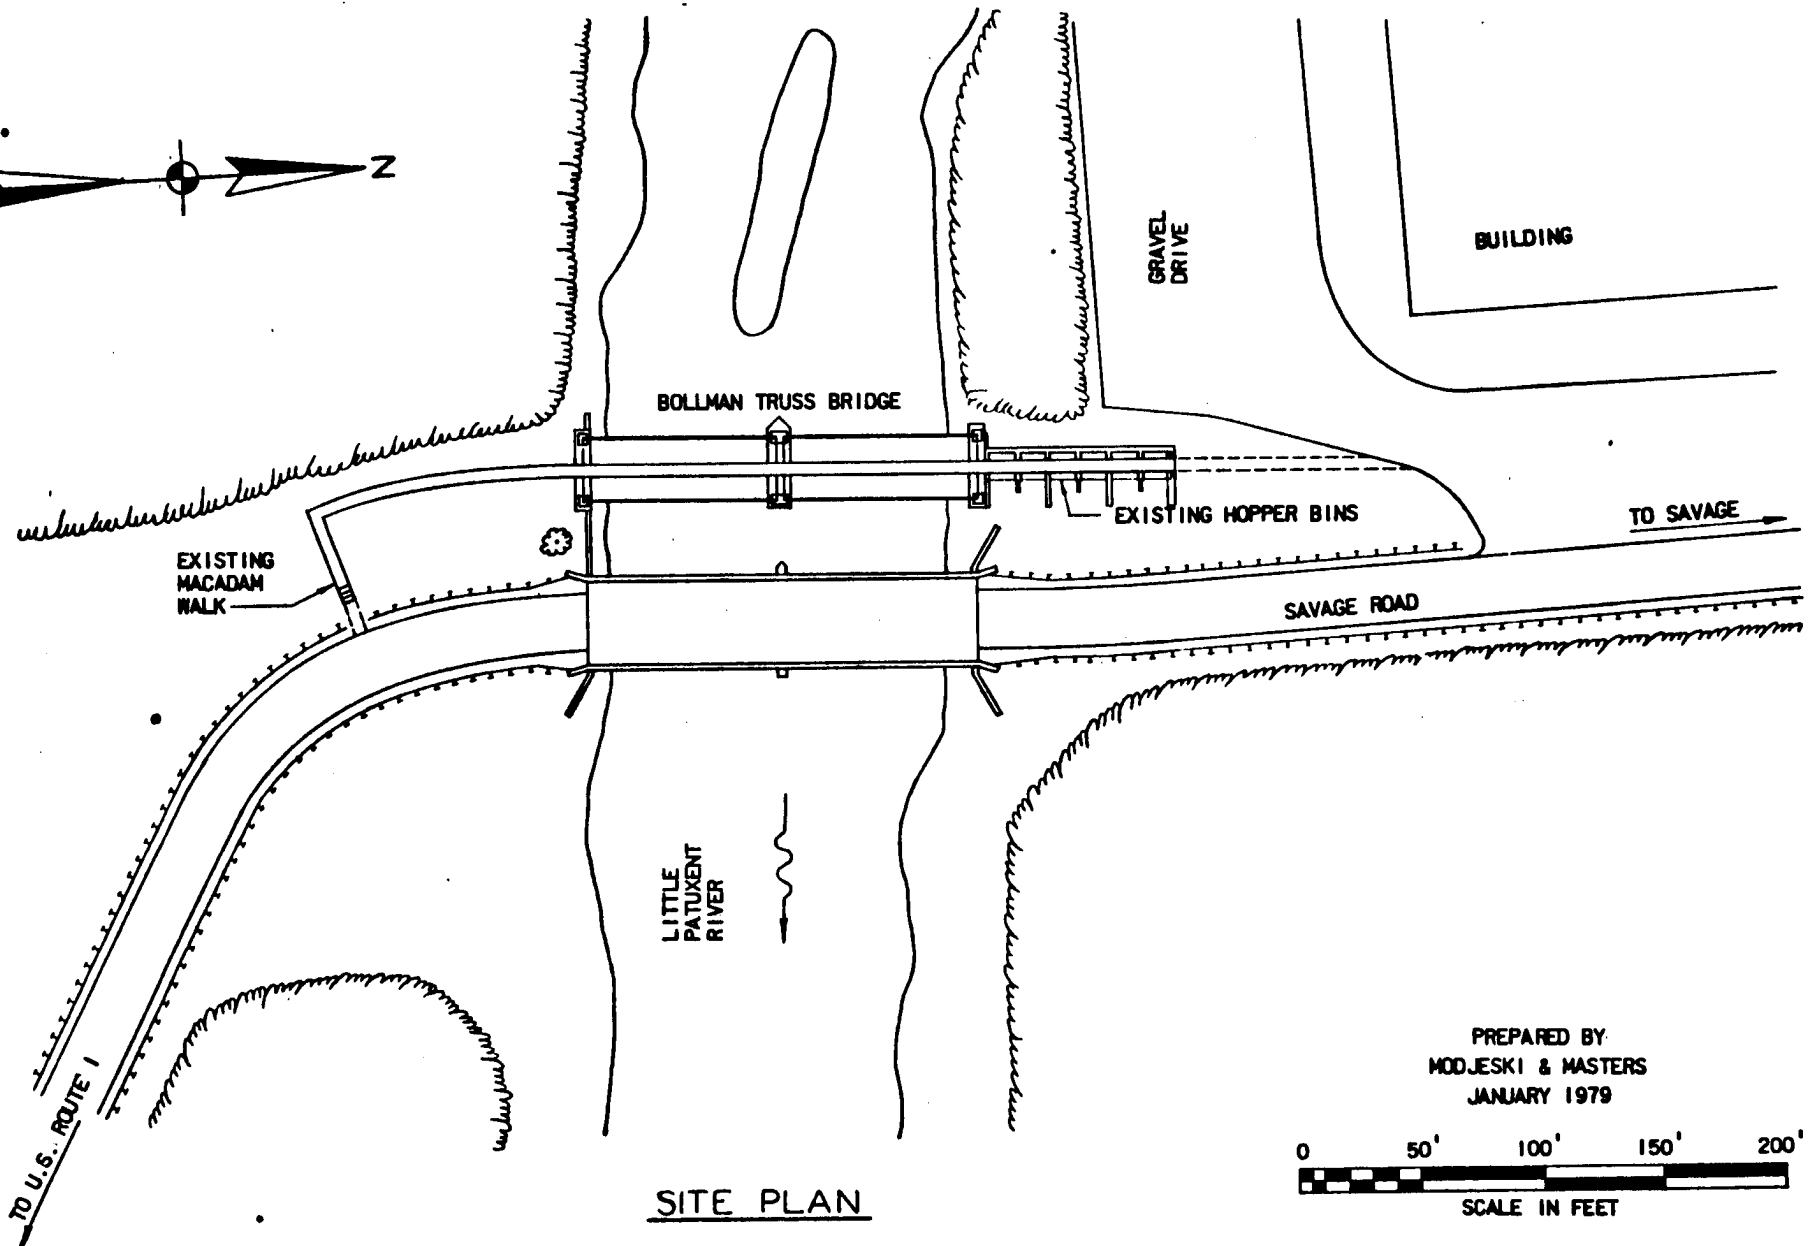 N
GRAVEL
DRIVE
BUILDING
BOLLMAN TRUSS BRIDGE
EXISTING HOPPER BINS
TO SAVAGE
EXISTING
MACADAM
WALK
SAVAGE ROAD
LITTLE
PATUXENT
RIVER
TO U.S. ROUTE 1
PREPARED BY
MODJESKI & MASTERS
JANUARY 1979
0 50' 100' 150' 200'
SCALE IN FEET
SITE PLAN